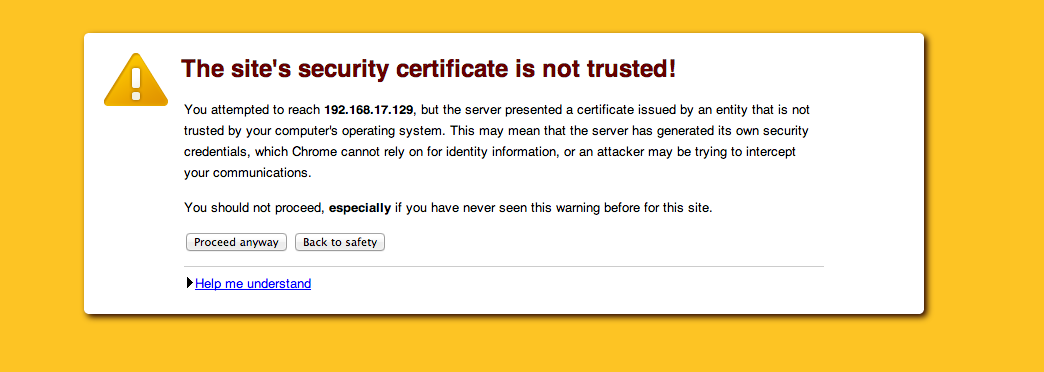 The site's security certificate is not trusted!
You attempted to reach 192.168.17.129, but the server presented a certificate issued by an entity that is not
trusted by your computer's operating system. This may mean that the server has generated its own security
credentials, which Chrome cannot rely on for identity information, or an attacker may be trying to intercept
your communications.
You should not proceed, especially if you have never seen this warning before for this site.
Proceed anyway Back to safety
Help me understand